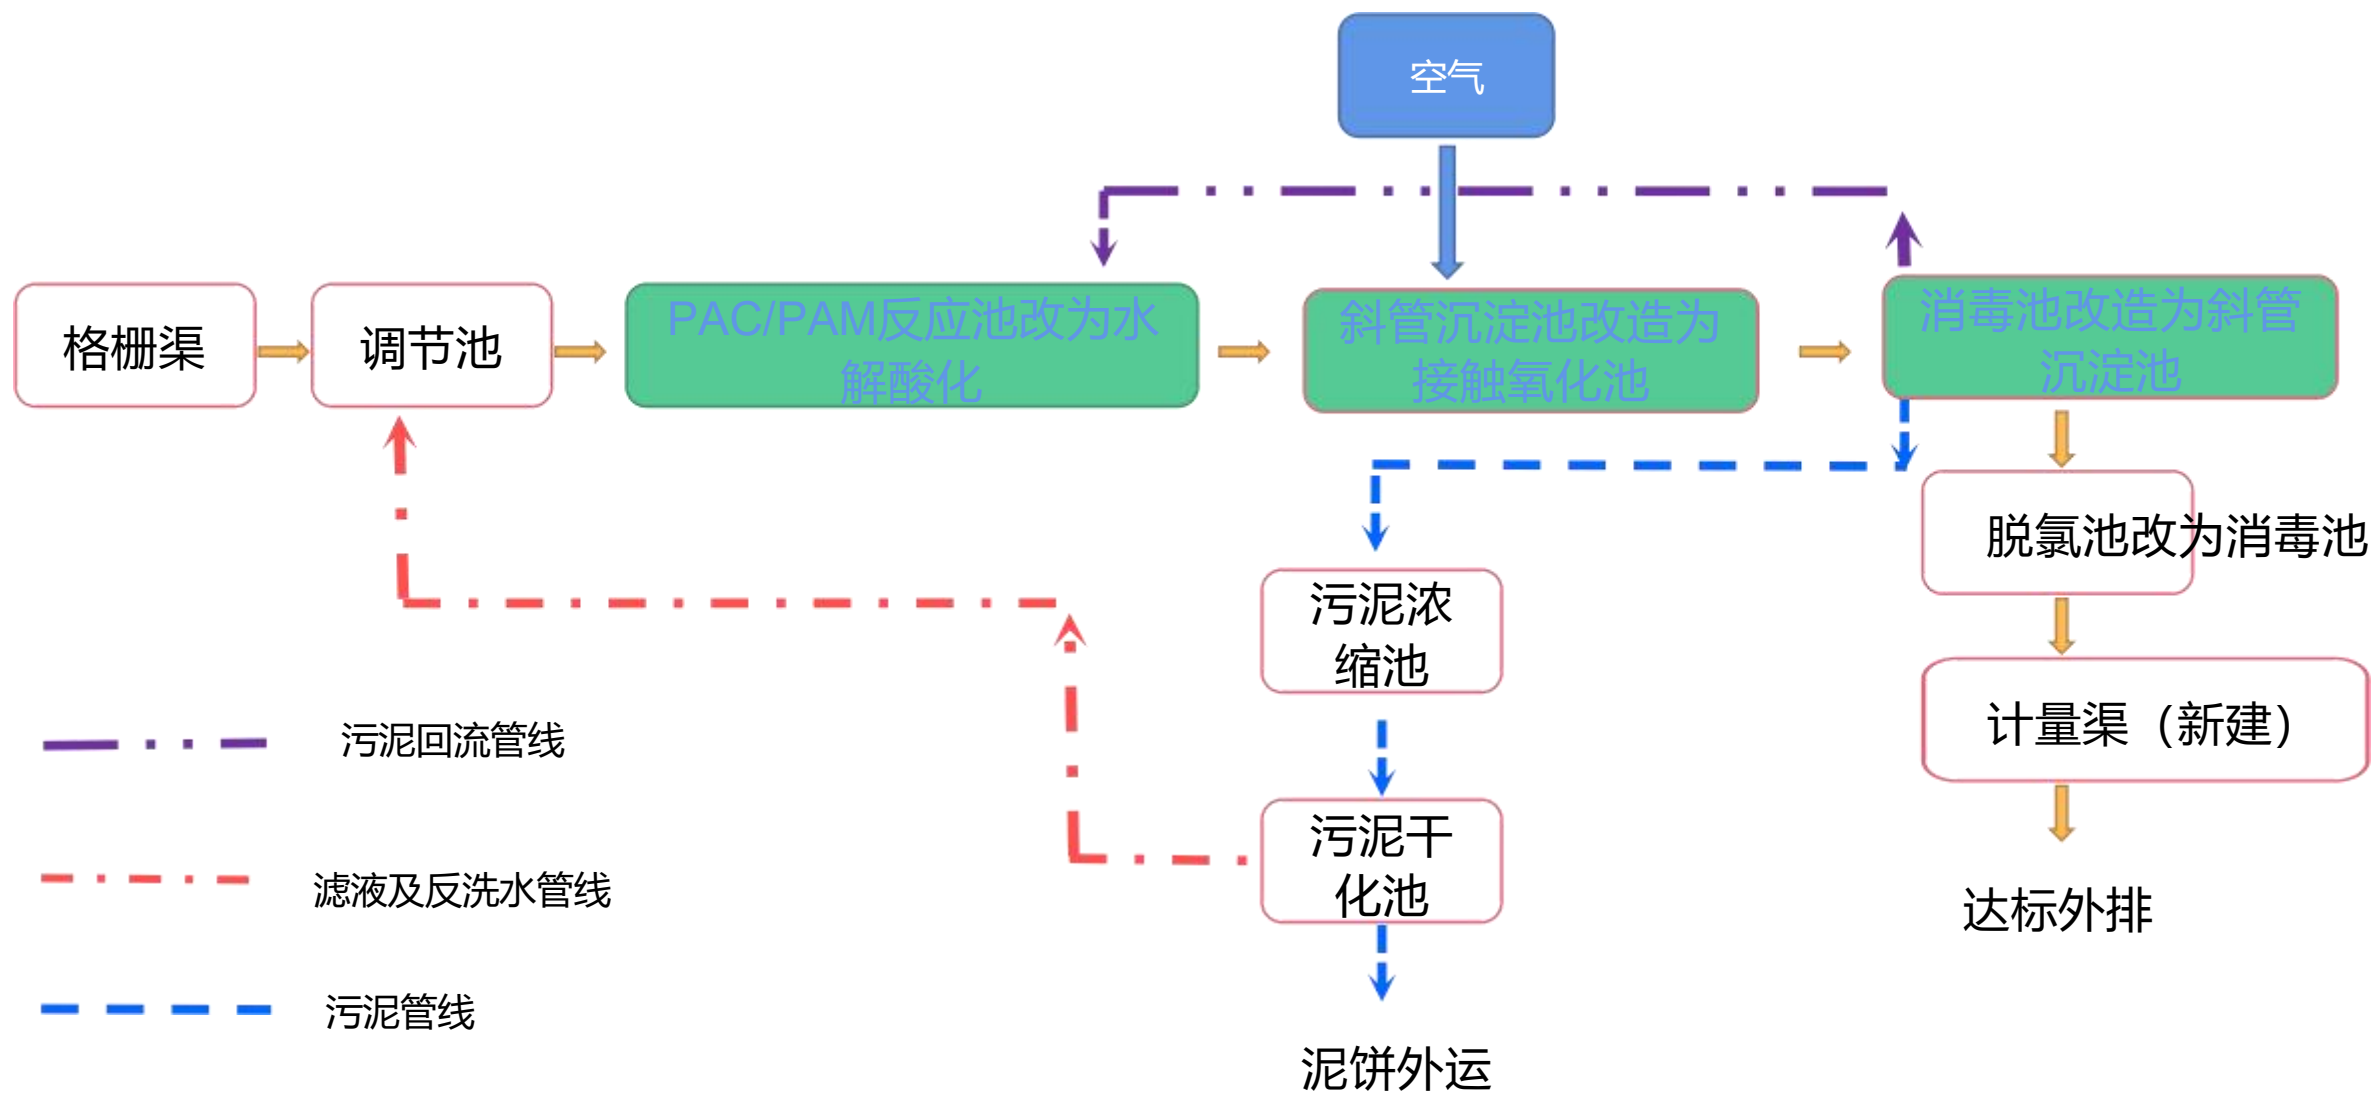 空气
格栅渠
调节池
PAC/PAM反应池改为水
解酸化
斜管沉淀池改造为
接触氧化池
消毒池改造为斜管
沉淀池
脱氯池改为消毒池
污泥浓
缩池
计量渠（新建）
污泥回流管线
污泥干
化池
滤液及反洗水管线
达标外排
污泥管线
泥饼外运